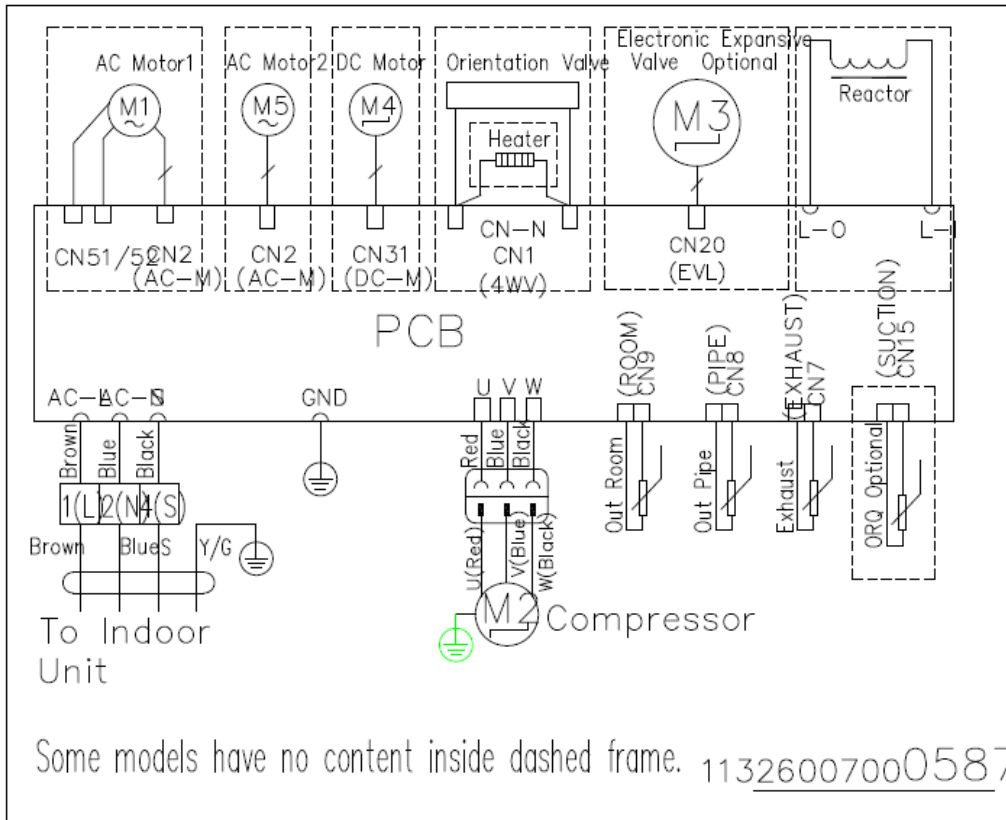 AC Motor1
M1
~
AC Motor2
M5
~
DC Motor
M4
Orientation Valve
Heater
Electronic Expansive
Valve Optional
M3
Reactor
CN51/52
CN2
(AC-M)
CN2
(AC-M)
CN31
(DC-M)
CN-N
CN1
(4WV)
CN20
(EVL)
L-O
L-I
PCB
(ROOM)
CN9
(PIPE)
CN8
(EXHAUST)
CN7
(SUCTION)
CN15
AC-L
AC-N
S
GND
U
V
W
Brown
Blue
Black
Red
Blue
Black
Out Room
Out Pipe
Exhaust
ORQ Optional
1(L)
2(N)
4(S)
Brown
Blue
S
Y/G
U(Red)
V(Blue)
W(Black)
M2
Compressor
To Indoor
Unit
Some models have no content inside dashed frame.
11326007000587